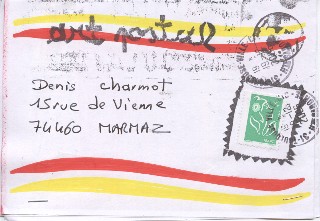 art postal
Denis charmot
15 rue de Vienne
74460 MARNAZ